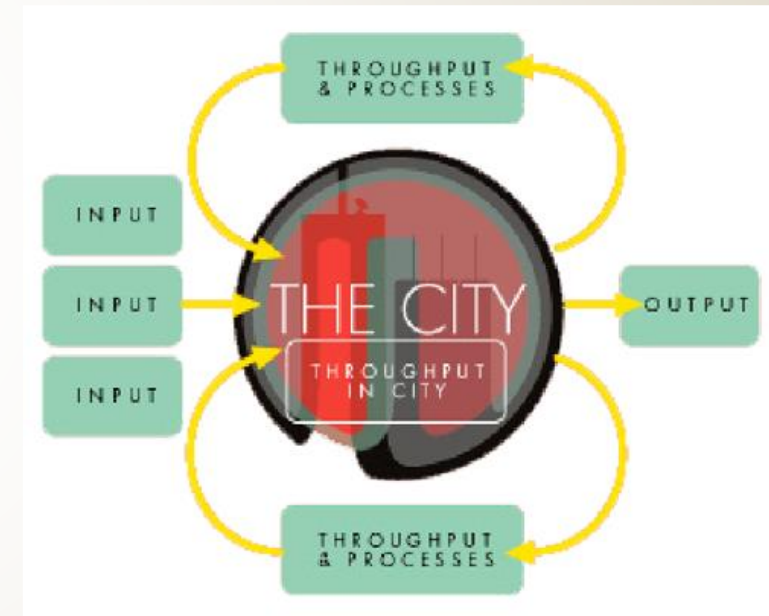 THROUGHPUT
& PROCESSES
INPUT
INPUT
INPUT
THE CITY
THROUGHPUT
IN CITY
OUTPUT
THROUGHPUT
& PROCESSES